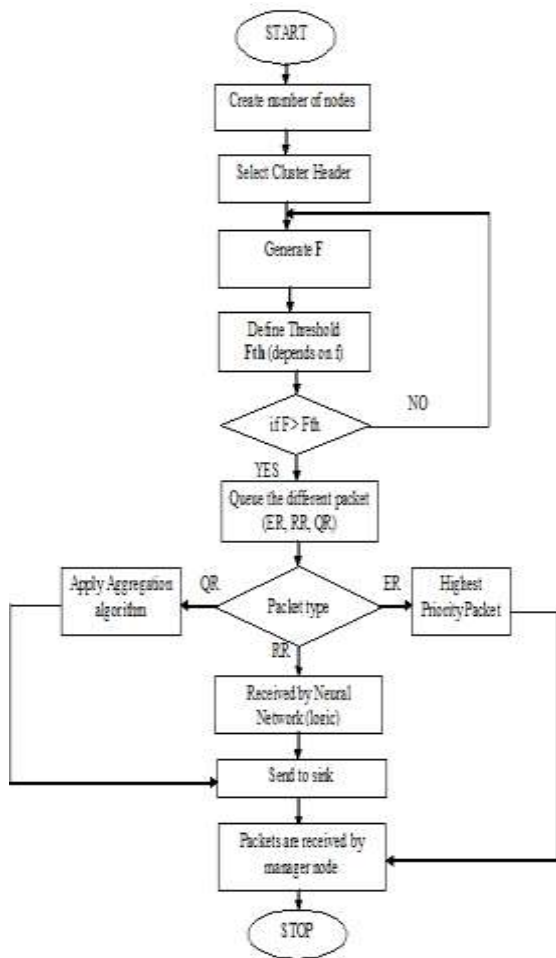 START
Create number of nodes
Select Cluster Header
Generate F
Define Threshold
Fth (depends on f)
if F> Fth
NO
YES
Queue the different packet
(ER, RR, QR)
Apply Aggregation
algorithm
QR
Packet type
ER
Highest
Priority Packet
RR
Received by Neural
Network (logic)
Send to sink
Packets are received by
manager node
STOP